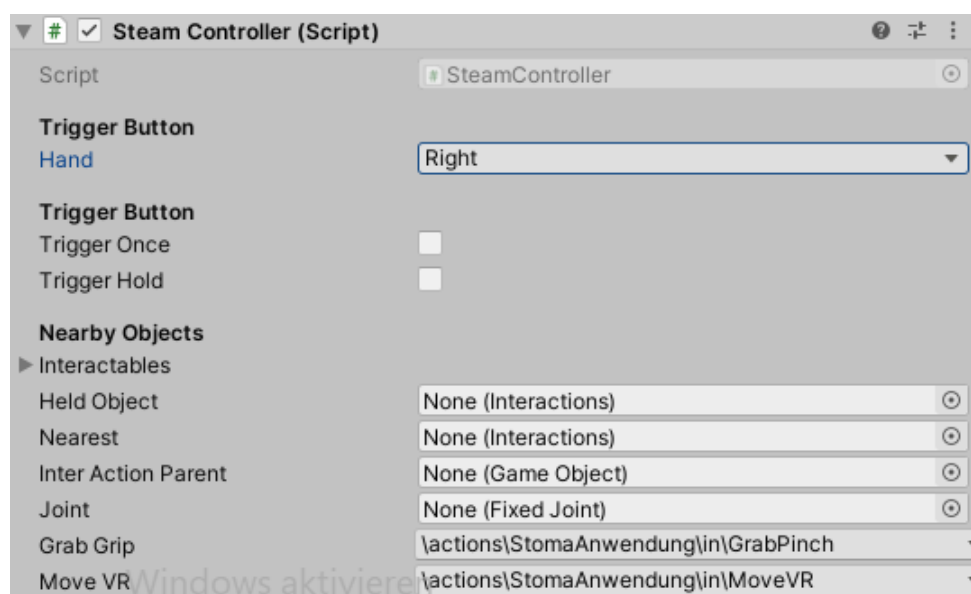 Steam Controller (Script)
Script SteamController
Trigger Button
Hand Right
Trigger Button
Trigger Once
Trigger Hold
Nearby Objects
Interactables
Held Object None (Interactions)
Nearest None (Interactions)
Inter Action Parent None (Game Object)
Joint None (Fixed Joint)
Grab Grip \actions\StomaAnwendung\in\GrabPinch
Move VR \actions\StomaAnwendung\in\MoveVR
Windows aktivieren